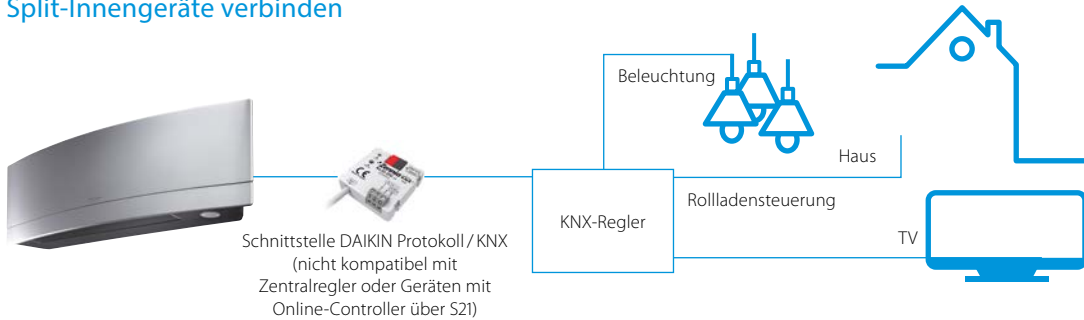 Split-Innengeräte verbinden
Beleuchtung
Haus
Rollladensteuerung
KNX-Regler
TV
Schnittstelle DAIKIN Protokoll / KNX
(nicht kompatibel mit
Zentralregler oder Geräten mit
Online-Controller über S21)